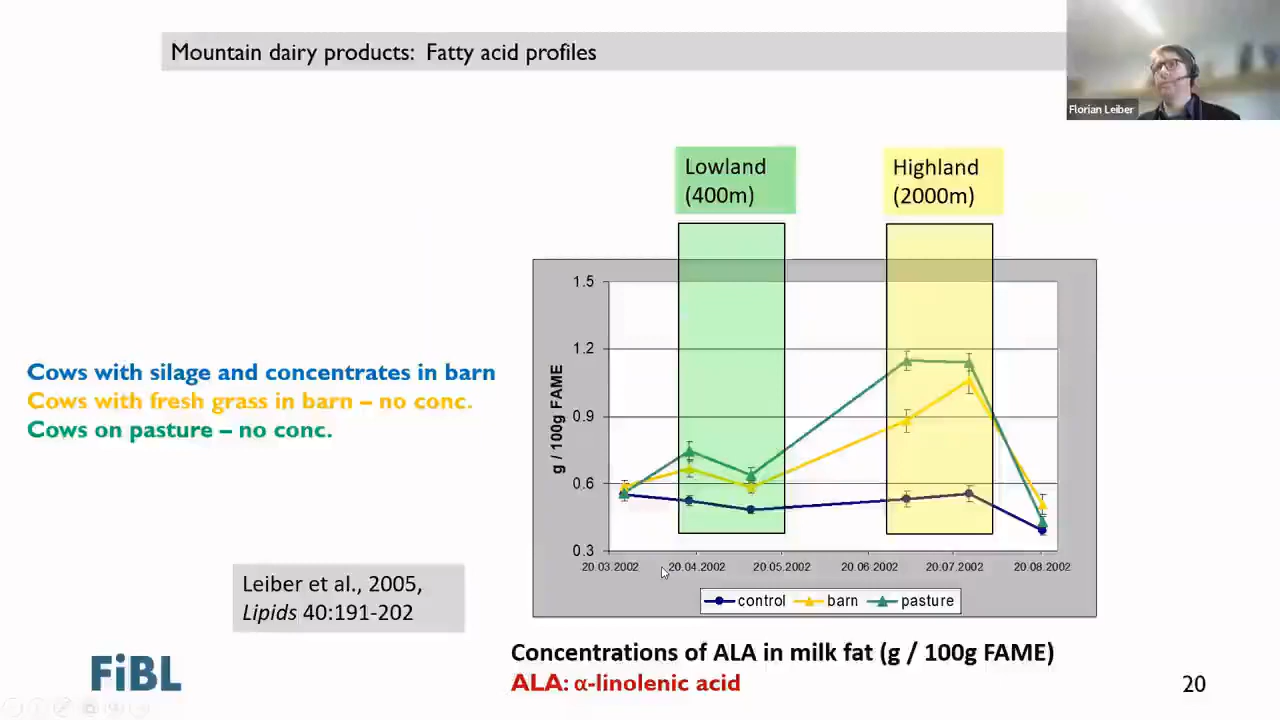 Mountain dairy products: Fatty acid profiles
Florian Leiber
Lowland
(400m)
Highland
(2000m)
Cows with silage and concentrates in barn
Cows with fresh grass in barn – no conc.
Cows on pasture – no conc.
g / 100g FAME
1.5
1.2
0.9
0.6
0.3
20.03.2002 20.04.2002 20.05.2002 20.06.2002 20.07.2002 20.08.2002
control barn pasture
Leiber et al., 2005,
Lipids 40:191-202
Concentrations of ALA in milk fat (g / 100g FAME)
ALA: α-linolenic acid
FiBL
20